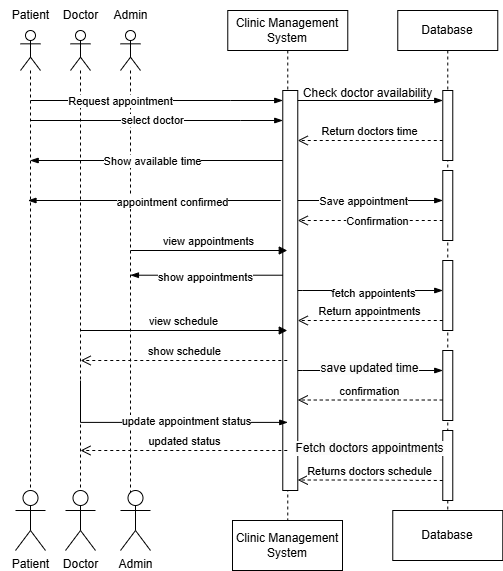 Patient
Doctor
Admin
Clinic Management
System
Database
Request appointment
Check doctor availability
select doctor
Return doctors time
Show available time
appointment confirmed
Save appointment
Confirmation
view appointments
show appointments
fetch appointents
Return appointments
view schedule
show schedule
save updated time
confirmation
update appointment status
updated status
Fetch doctors appointments
Returns doctors schedule
Patient
Doctor
Admin
Clinic Management
System
Database